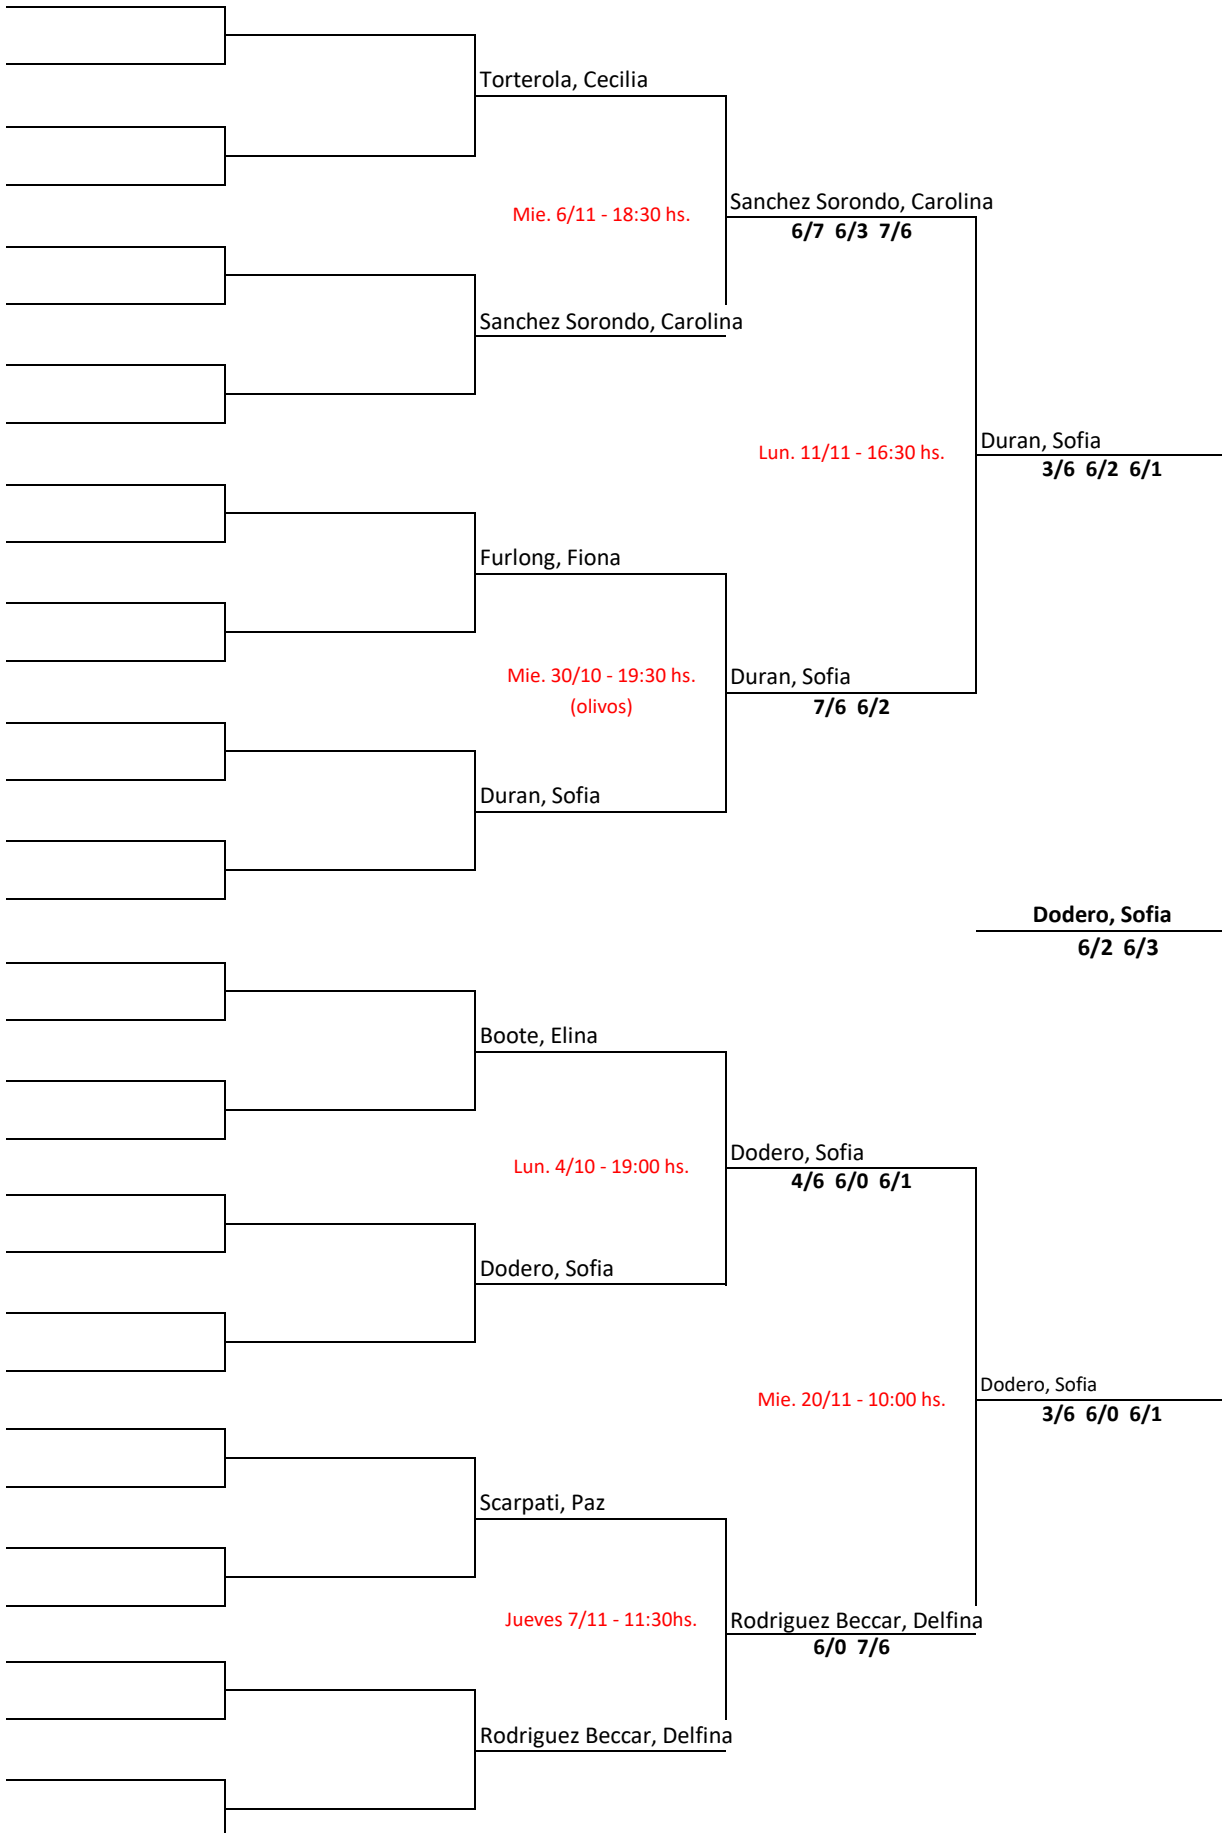 Torterola, Cecilia
Mie. 6/11 - 18:30 hs.
Sanchez Sorondo, Carolina
6/7 6/3 7/6
Sanchez Sorondo, Carolina
Lun. 11/11 - 16:30 hs.
Duran, Sofia
3/6 6/2 6/1
Furlong, Fiona
Mie. 30/10 - 19:30 hs.
(olivos)
Duran, Sofia
7/6 6/2
Duran, Sofia
Dodero, Sofia
6/2 6/3
Boote, Elina
Lun. 4/10 - 19:00 hs.
Dodero, Sofia
4/6 6/0 6/1
Dodero, Sofia
Mie. 20/11 - 10:00 hs.
Dodero, Sofia
3/6 6/0 6/1
Scarpati, Paz
Jueves 7/11 - 11:30hs.
Rodriguez Beccar, Delfina
6/0 7/6
Rodriguez Beccar, Delfina